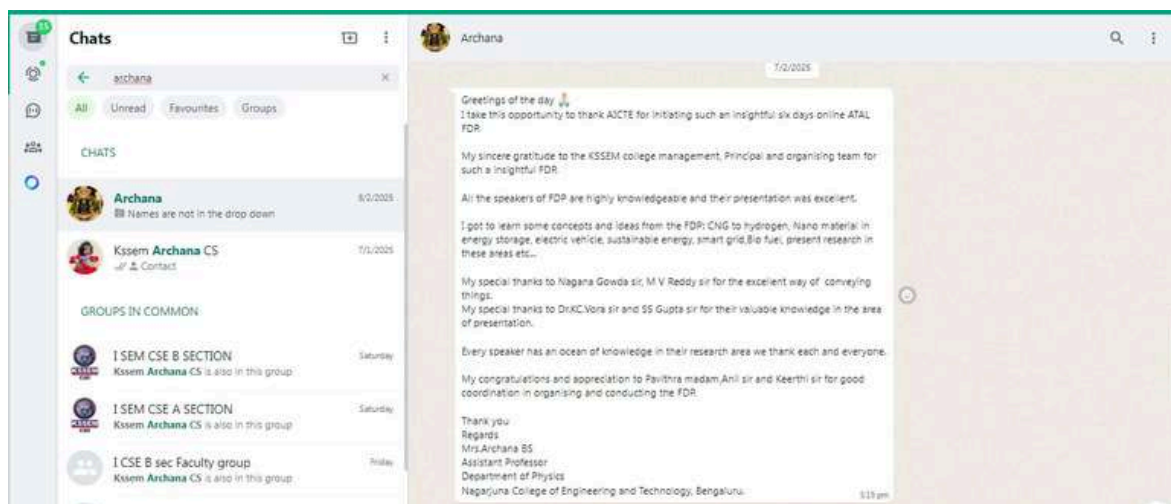 15
Chats
archana
All Unread Favourites Groups
CHATS
Archana 8/2/2025
Names are not in the drop down
Kssem Archana CS 7/1/2025
Contact
GROUPS IN COMMON
I SEM CSE B SECTION Saturday
Kssem Archana CS is also in this group
I SEM CSE A SECTION Saturday
Kssem Archana CS is also in this group
I CSE B sec Faculty group Friday
Kssem Archana CS is also in this group
Archana
7/2/2025
Greetings of the day 🙏
I take this opportunity to thank AICTE for initiating such an insightful six days online ATAL
FDP.
My sincere gratitude to the KSSEM college management, Principal and organising team for
such a insightful FDP.
All the speakers of FDP are highly knowledgeable and their presentation was excellent.
I got to learn some concepts and ideas from the FDP: CNG to hydrogen, Nano material in
energy storage, electric vehicle, sustainable energy, smart grid,Bio fuel, present research in
these areas etc...
My special thanks to Nagana Gowda sir, M V Reddy sir for the excellent way of conveying
things.
My special thanks to Dr.KC.Vora sir and SS Gupta sir for their valuable knowledge in the area
of presentation.
Every speaker has an ocean of knowledge in their research area we thank each and everyone.
My congratulations and appreciation to Pavithra madam,Anil sir and Keerthi sir for good
coordination in organising and conducting the FDP.
Thank you
Regards
Mrs.Archana BS
Assistant Professor
Department of Physics
Nagarjuna College of Engineering and Technology, Bengaluru.
5:15 pm